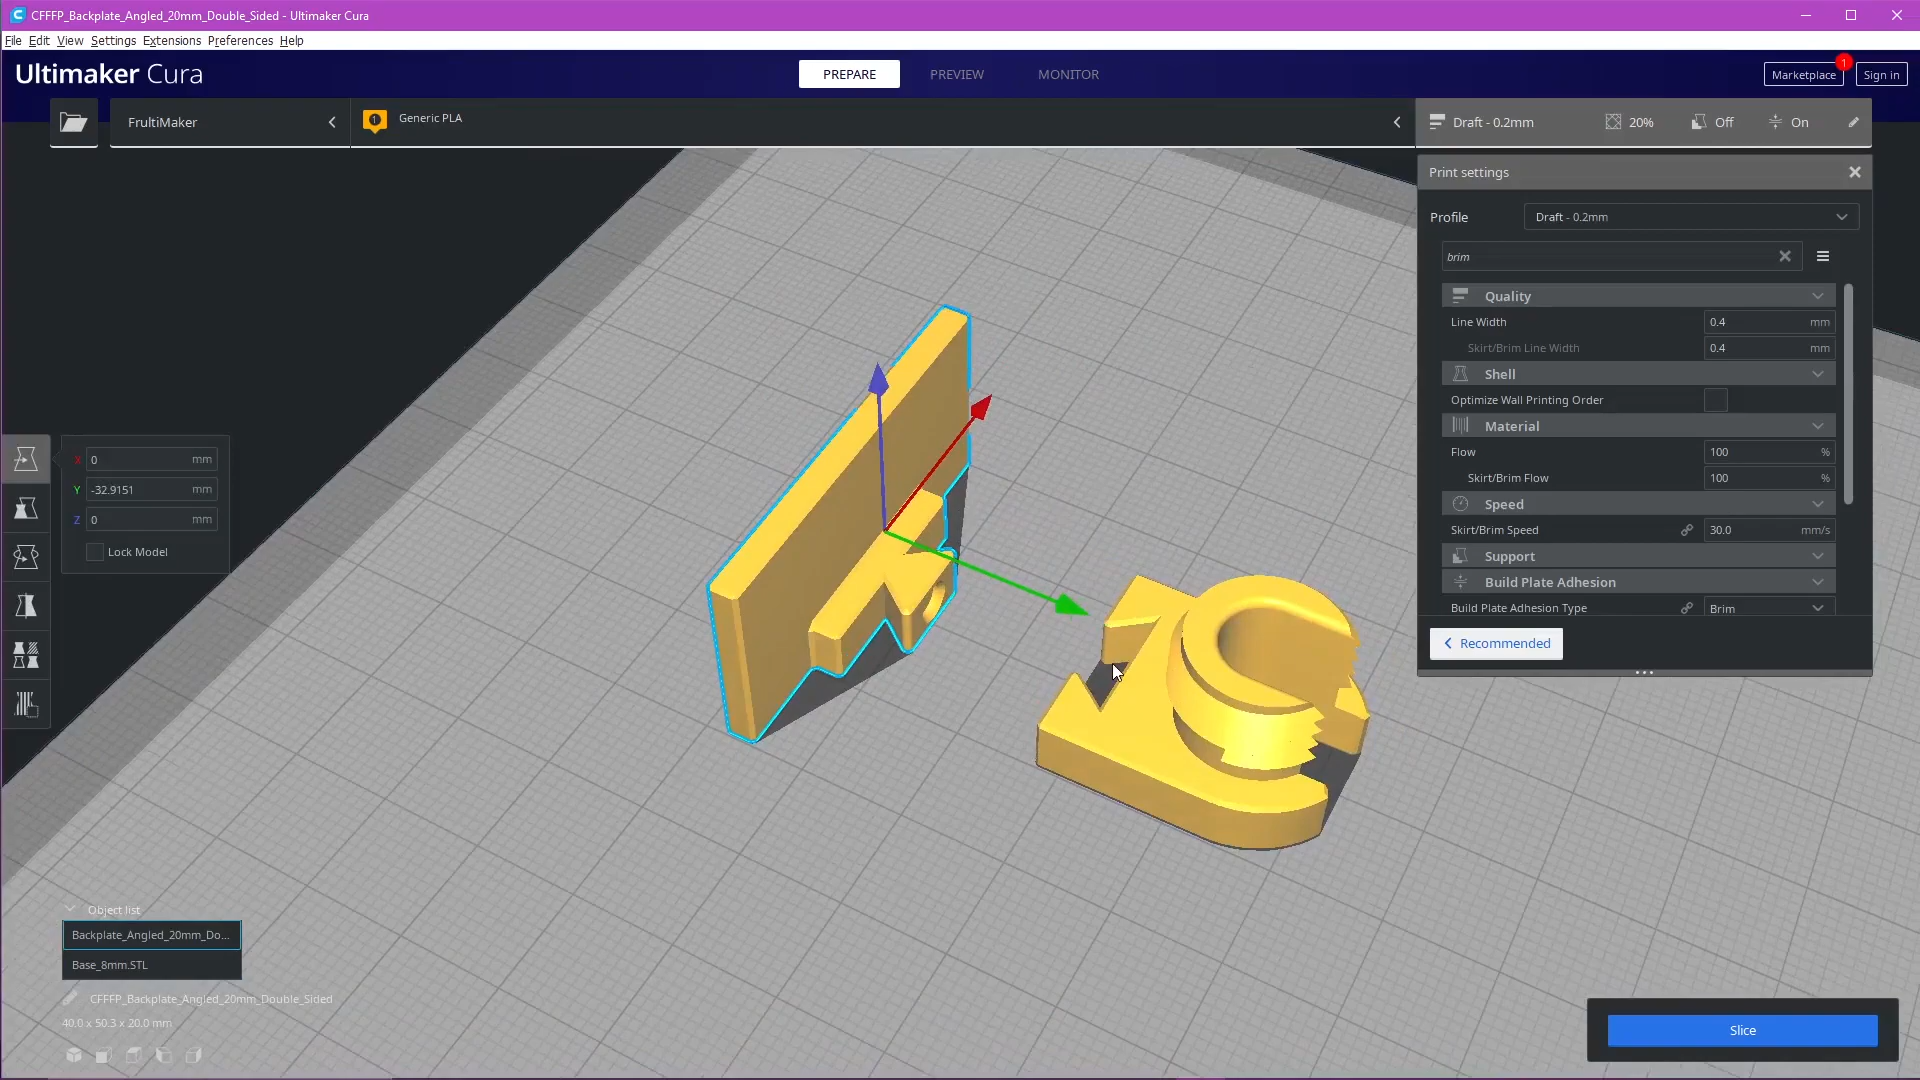 CFFFP_Backplate_Angled_20mm_Double_Sided - Ultimaker Cura
File Edit View Settings Extensions Preferences Help
Ultimaker Cura
PREPARE PREVIEW MONITOR
Marketplace 1 Sign in
FrultiMaker
1 Generic PLA
Draft - 0.2mm 20% Off On
Print settings
Profile Draft - 0.2mm
brim
Quality
Line Width 0.4 mm
Skirt/Brim Line Width 0.4 mm
Shell
Optimize Wall Printing Order
Material
Flow 100 %
Skirt/Brim Flow 100 %
Speed
Skirt/Brim Speed 30.0 mm/s
Support
Build Plate Adhesion
Build Plate Adhesion Type Brim
Recommended
X 0 mm
Y -32.9151 mm
Z 0 mm
Lock Model
Object list
Backplate_Angled_20mm_Do...
Base_8mm.STL
CFFFP_Backplate_Angled_20mm_Double_Sided
40.0 x 50.3 x 20.0 mm
Slice